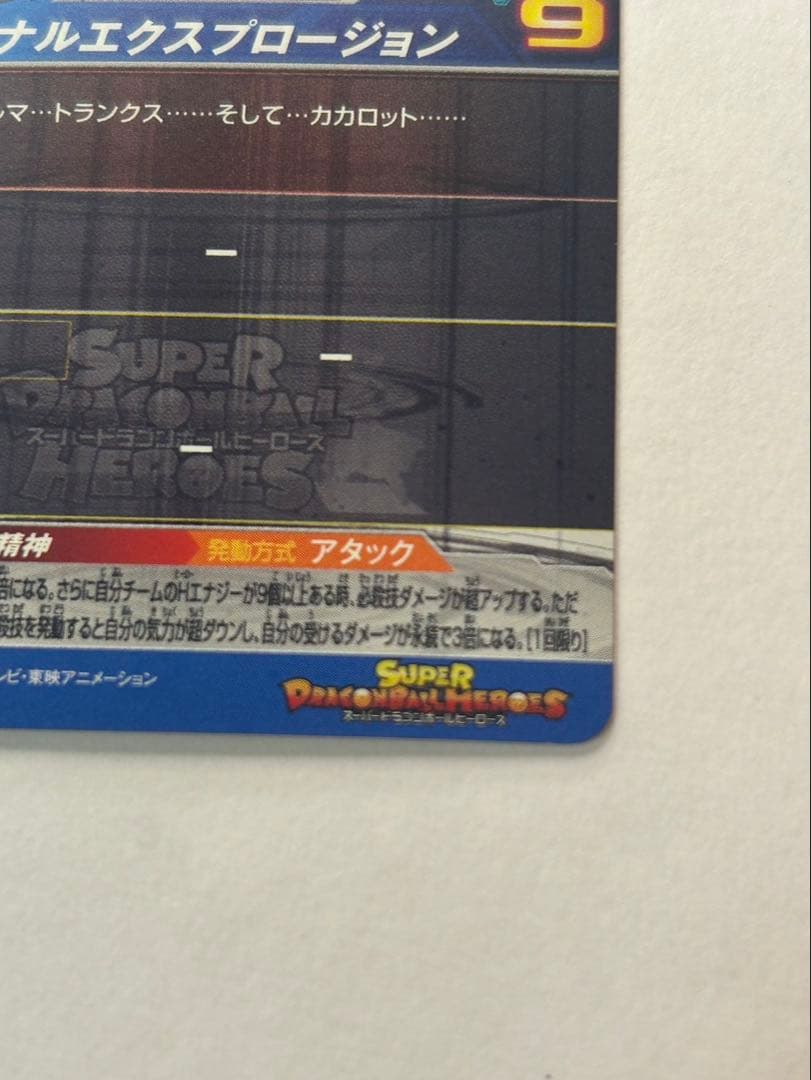 ナルエクスプロージョン 9
マ…トランクス……そして…カカロット……
ー
ー
SUPER
DRAGONBALL
スーパードラゴンボールヒーローズ
HEROES
ー
精神 発動方式 アタック
倍になる。さらに自分チームのHエナジーが9個以上ある時、必殺技ダメージが超アップする。ただ
殺技を発動すると自分の気力が超ダウンし、自分の受けるダメージが永続で3倍になる。[1回限り]
レビ・東映アニメーション
SUPER
DRAGONBALL HEROES
スーパードラゴンボールヒーローズ